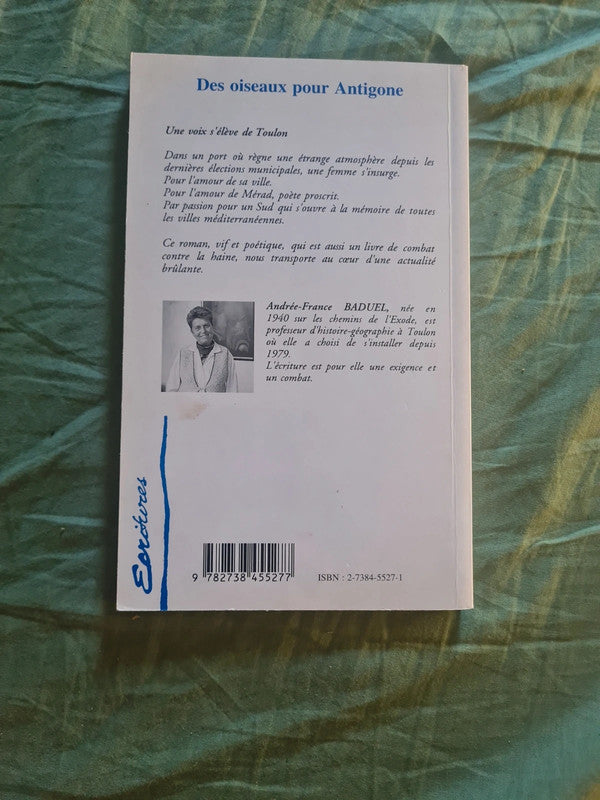 Des oiseaux pour Antigone
Une voix s'élève de Toulon
Dans un port où règne une étrange atmosphère depuis les
dernières élections municipales, une femme s'insurge.
Pour l'amour de sa ville.
Pour l'amour de Mérad, poète proscrit.
Par passion pour un Sud qui s'ouvre à la mémoire de toutes
les villes méditerranéennes.
Ce roman, vif et poétique, qui est aussi un livre de combat
contre la haine, nous transporte au cœur d'une actualité
brûlante.
Andrée-France BADUEL, née en
1940 sur les chemins de l'Exode, est
professeur d'histoire-géographie à Toulon
où elle a choisi de s'installer depuis
1979.
L'écriture est pour elle une exigence et
un combat.
Ecritures
9 782738 455277
ISBN : 2-7384-5527-1